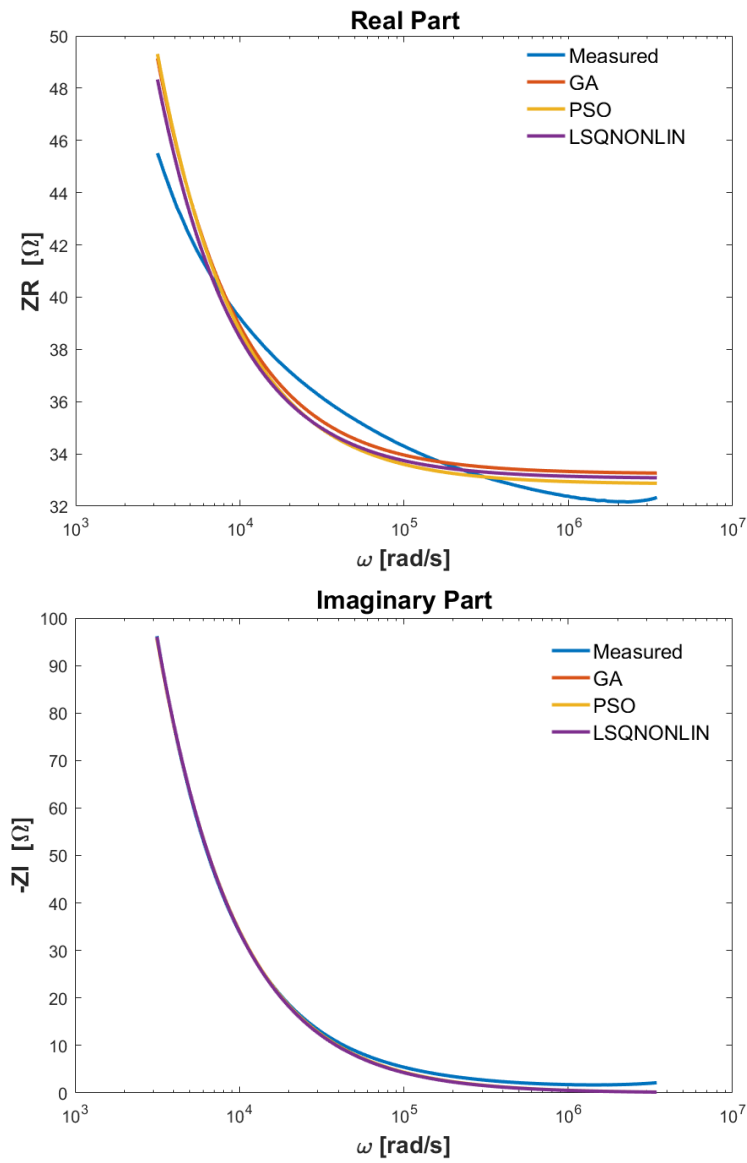 Real Part
50
48
46
44
42
40
38
36
34
32
ZR [Ω]
Measured
GA
PSO
LSQNONLIN
10³ 10⁴ 10⁵ 10⁶ 10⁷
ω [rad/s]
Imaginary Part
100
90
80
70
60
50
40
30
20
10
0
-ZI [Ω]
Measured
GA
PSO
LSQNONLIN
10³ 10⁴ 10⁵ 10⁶ 10⁷
ω [rad/s]